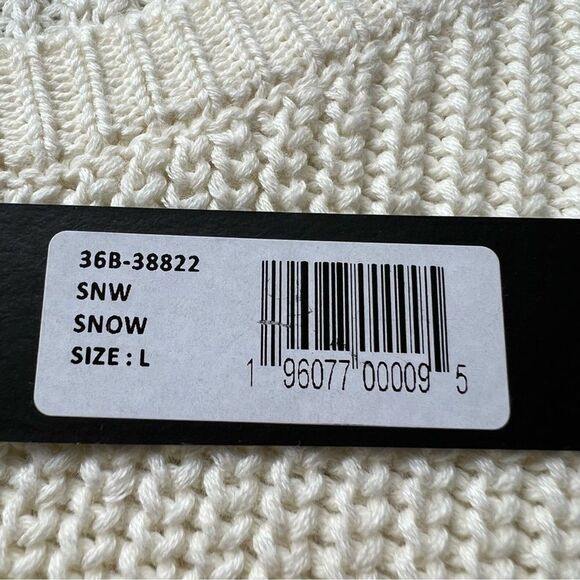 36B-38822
SNW
SNOW
SIZE : L
1 96077 00009 5